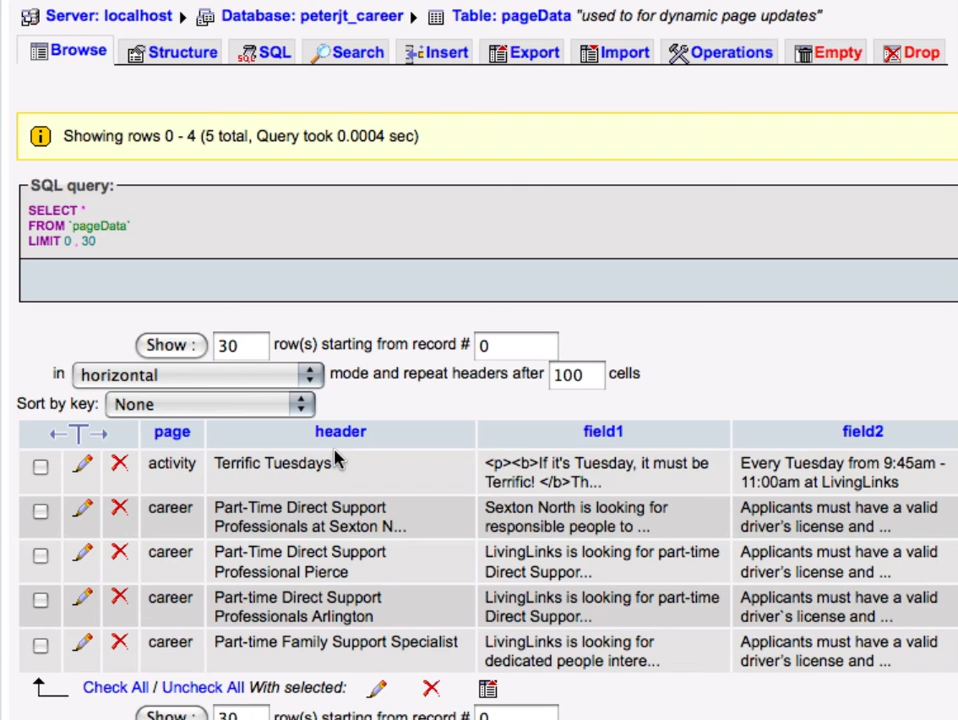 Server: localhost ▸ Database: peterjt_career ▸ Table: pageData "used to for dynamic page updates"
Browse Structure SQL Search Insert Export Import Operations Empty Drop
Showing rows 0 - 4 (5 total, Query took 0.0004 sec)
SQL query:
SELECT *
FROM `pageData`
LIMIT 0 , 30
Show : 30 row(s) starting from record # 0
in horizontal mode and repeat headers after 100 cells
Sort by key: None
←T→ page header field1 field2
activity Terrific Tuesdays <p><b>If it's Tuesday, it must be Every Tuesday from 9:45am -
Terrific! </b>Th... 11:00am at LivingLinks
career Part-Time Direct Support Sexton North is looking for Applicants must have a valid
Professionals at Sexton N... responsible people to ... driver's license and ...
career Part-Time Direct Support LivingLinks is looking for part-time Applicants must have a valid
Professional Pierce Direct Suppor... driver's license and ...
career Part-time Direct Support LivingLinks is looking for part-time Applicants must have a valid
Professionals Arlington Direct Suppor... driver`s license and ...
career Part-time Family Support Specialist LivingLinks is looking for Applicants must have a valid
dedicated people intere... driver's license and ...
Check All / Uncheck All With selected:
Show : 30 row(s) starting from record # 0